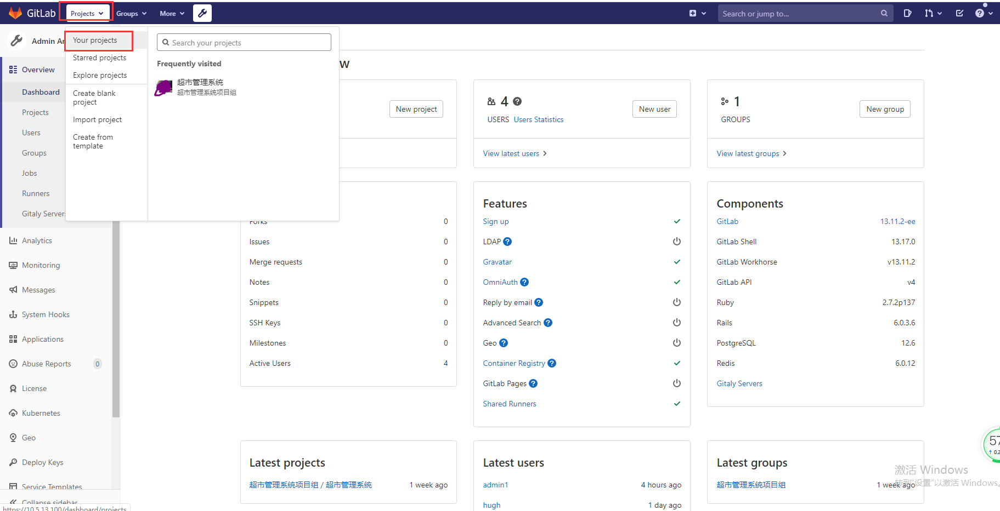 GitLab
Projects
Groups
More
Search or jump to...
Admin Ar
Overview
Dashboard
Projects
Users
Groups
Jobs
Runners
Gitaly Servers
Analytics
Monitoring
Messages
System Hooks
Applications
Abuse Reports 0
License
Kubernetes
Geo
Deploy Keys
Service Templates
Collapse sidebar
https://10.5.13.100/dashboard/projects
Your projects
Starred projects
Explore projects
Create blank
project
Import project
Create from
template
Search your projects
Frequently visited
超市管理系统
超市管理系统项目组
w
New project
4
USERS Users Statistics
New user
View latest users
1
GROUPS
New group
View latest groups
Forks 0
Issues 0
Merge requests 0
Notes 0
Snippets 0
SSH Keys 0
Milestones 0
Active Users 4
Features
Sign up
LDAP
Gravatar
OmniAuth
Reply by email
Advanced Search
Geo
Container Registry
GitLab Pages
Shared Runners
Components
GitLab 13.11.2-ee
GitLab Shell 13.17.0
GitLab Workhorse v13.11.2
GitLab API v4
Ruby 2.7.2p137
Rails 6.0.3.6
PostgreSQL 12.6
Redis 6.0.12
Gitaly Servers
Latest projects
超市管理系统项目组 / 超市管理系统 1 week ago
Latest users
admin1 4 hours ago
hugh 1 day ago
Latest groups
超市管理系统项目组 1 week ago
57
0.2
激活 Windows
转到"设置"以激活 Windows。